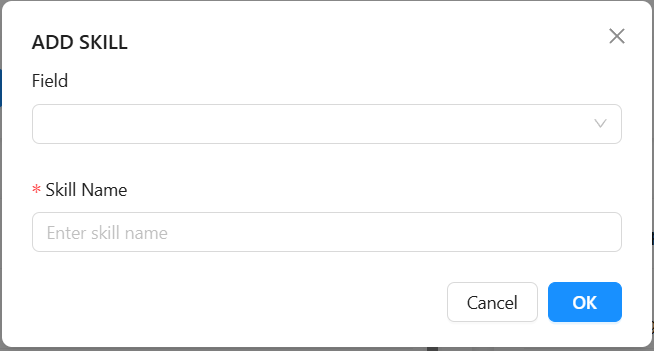 ADD SKILL
Field
* Skill Name
Enter skill name
Cancel OK